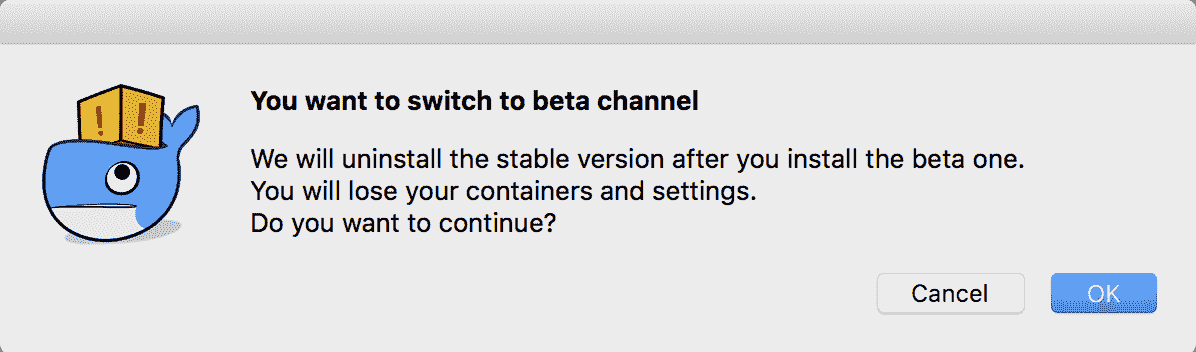 You want to switch to beta channel
We will uninstall the stable version after you install the beta one.
You will lose your containers and settings.
Do you want to continue?
Cancel
OK